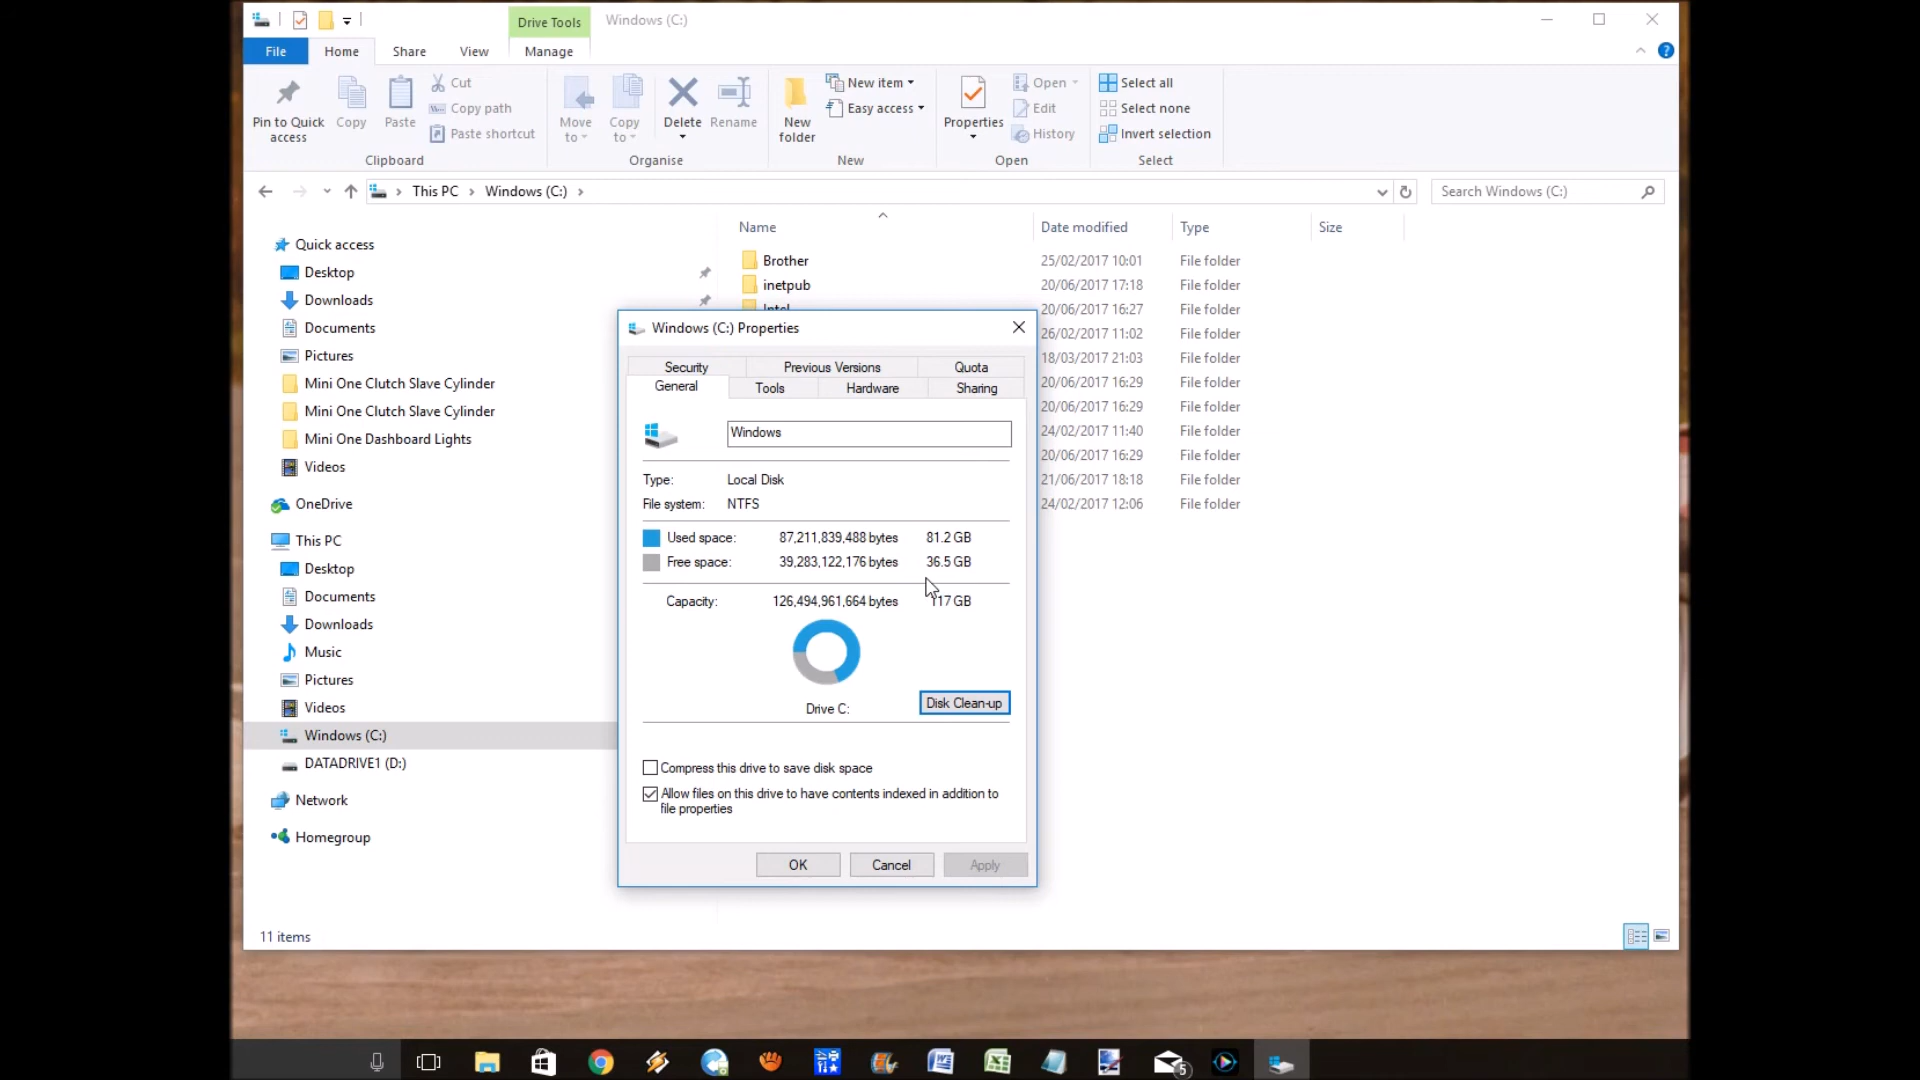 Drive Tools
Windows (C:)
File
Home
Share
View
Manage
Pin to Quick access
Copy
Paste
Cut
Copy path
Paste shortcut
Clipboard
Move to
Copy to
Delete
Rename
Organise
New folder
New item
Easy access
New
Properties
Open
Edit
History
Open
Select all
Select none
Invert selection
Select
This PC
Windows (C:)
Search Windows (C:)
Name
Date modified
Type
Size
Quick access
Desktop
Downloads
Documents
Pictures
Mini One Clutch Slave Cylinder
Mini One Clutch Slave Cylinder
Mini One Dashboard Lights
Videos
OneDrive
This PC
Desktop
Documents
Downloads
Music
Pictures
Videos
Windows (C:)
DATADRIVE1 (D:)
Network
Homegroup
Brother 25/02/2017 10:01 File folder
inetpub 20/06/2017 17:18 File folder
Intel 20/06/2017 16:27 File folder
26/02/2017 11:02 File folder
18/03/2017 21:03 File folder
20/06/2017 16:29 File folder
20/06/2017 16:29 File folder
24/02/2017 11:40 File folder
20/06/2017 16:29 File folder
21/06/2017 18:18 File folder
24/02/2017 12:06 File folder
Windows (C:) Properties
Security
Previous Versions
Quota
General
Tools
Hardware
Sharing
Windows
Type: Local Disk
File system: NTFS
Used space: 87,211,839,488 bytes 81.2 GB
Free space: 39,283,122,176 bytes 36.5 GB
Capacity: 126,494,961,664 bytes 117 GB
Drive C:
Disk Clean-up
Compress this drive to save disk space
Allow files on this drive to have contents indexed in addition to
file properties
OK
Cancel
Apply
11 items
5